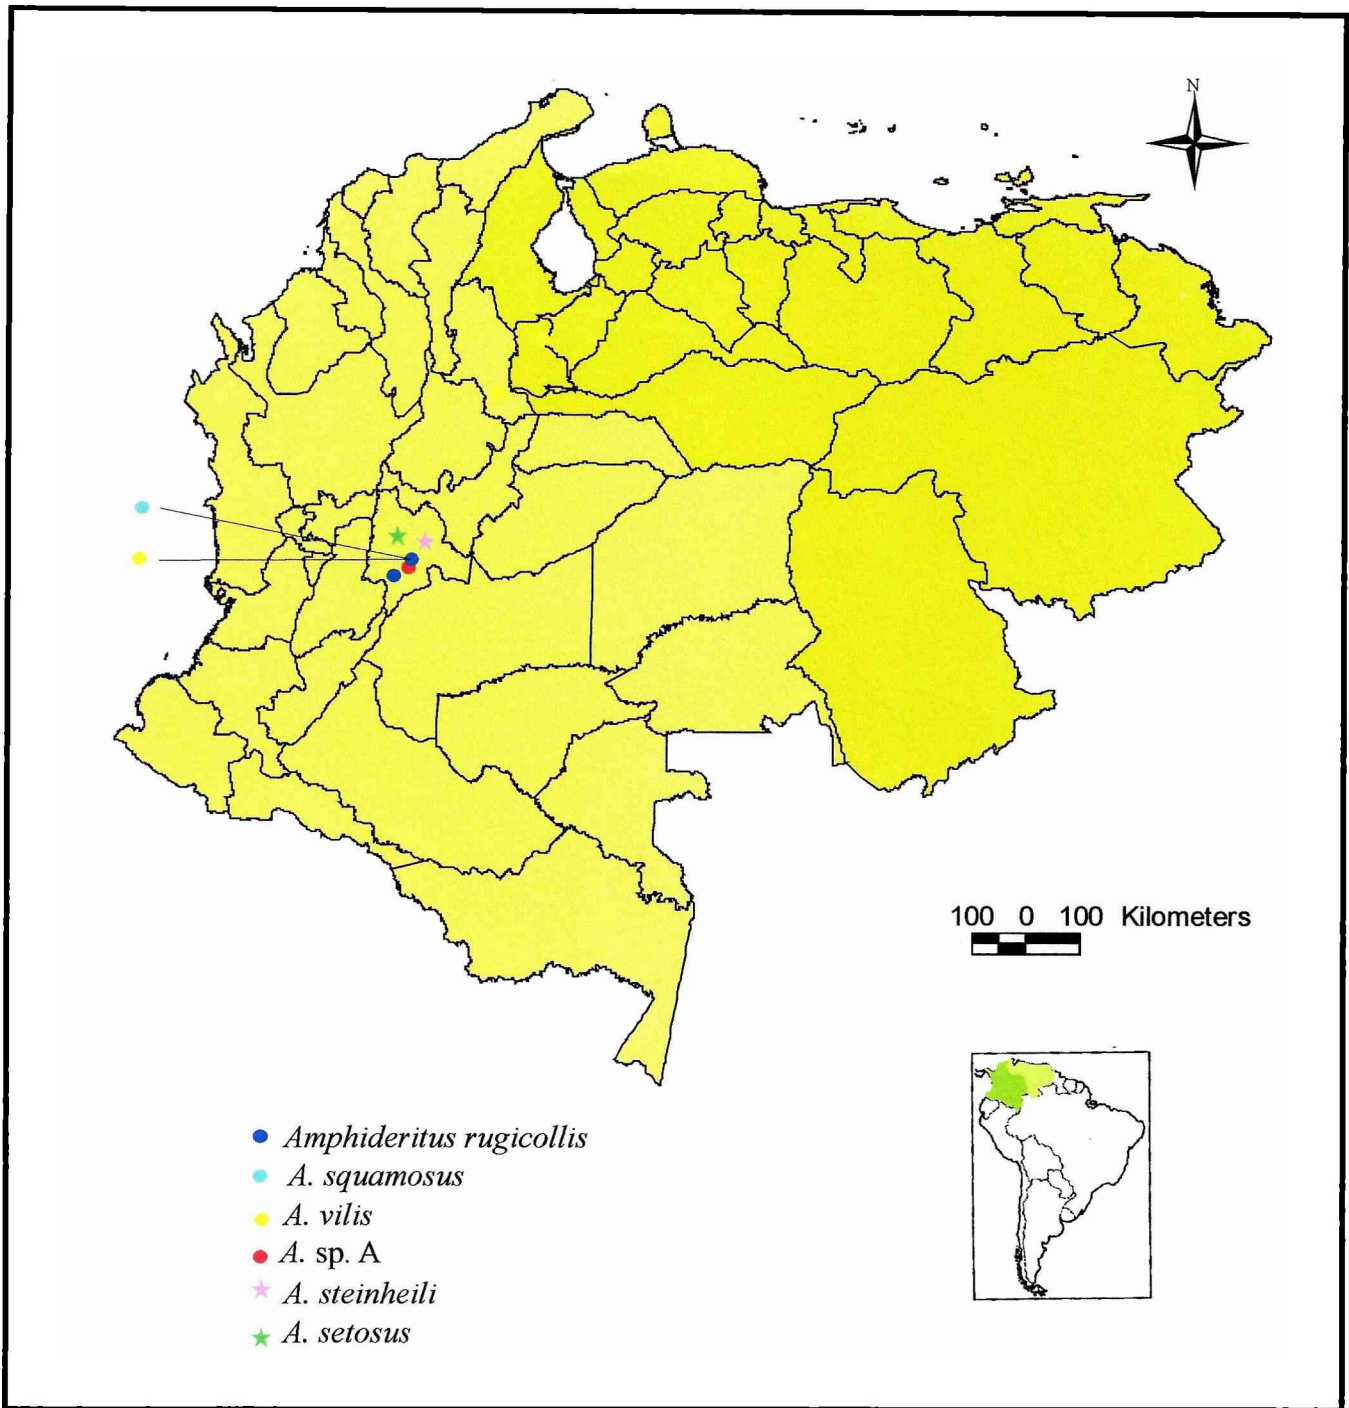 N
100 0 100 Kilometers
Amphideritus rugicollis
A. squamosus
A. vilis
A. sp. A
A. steinheili
A. setosus